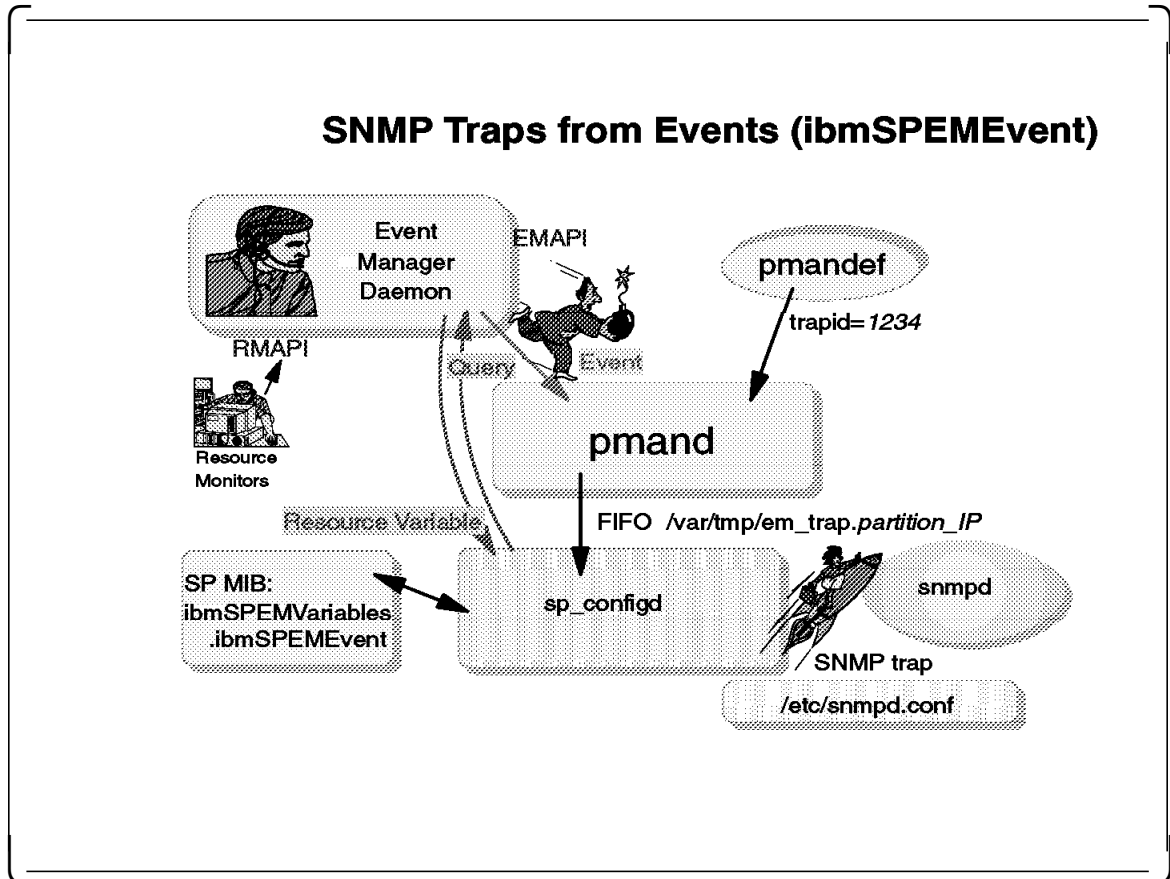 SNMP Traps from Events (ibmSPEMEvent)
Event
Manager
Daemon
EMAPI
pmandef
trapid=1234
RMAPI
Query
Event
Resource
Monitors
pmand
Resource Variable
FIFO /var/tmp/em_trap.partition_IP
SP MIB:
ibmSPEMVariables
.ibmSPEMEvent
sp_configd
snmpd
SNMP trap
/etc/snmpd.conf